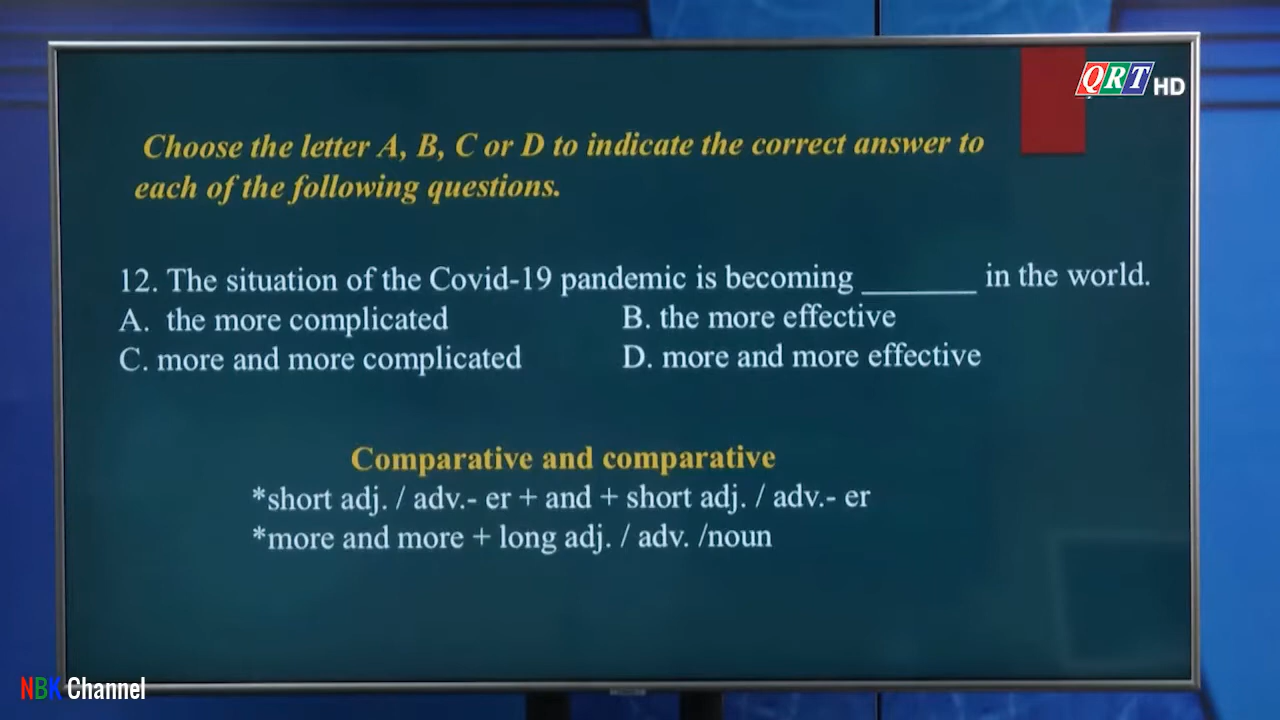 QRT HD
Choose the letter A, B, C or D to indicate the correct answer to
each of the following questions.
12. The situation of the Covid-19 pandemic is becoming _______ in the world.
A. the more complicated B. the more effective
C. more and more complicated D. more and more effective
Comparative and comparative
*short adj. / adv.- er + and + short adj. / adv.- er
*more and more + long adj. / adv. /noun
NBK Channel